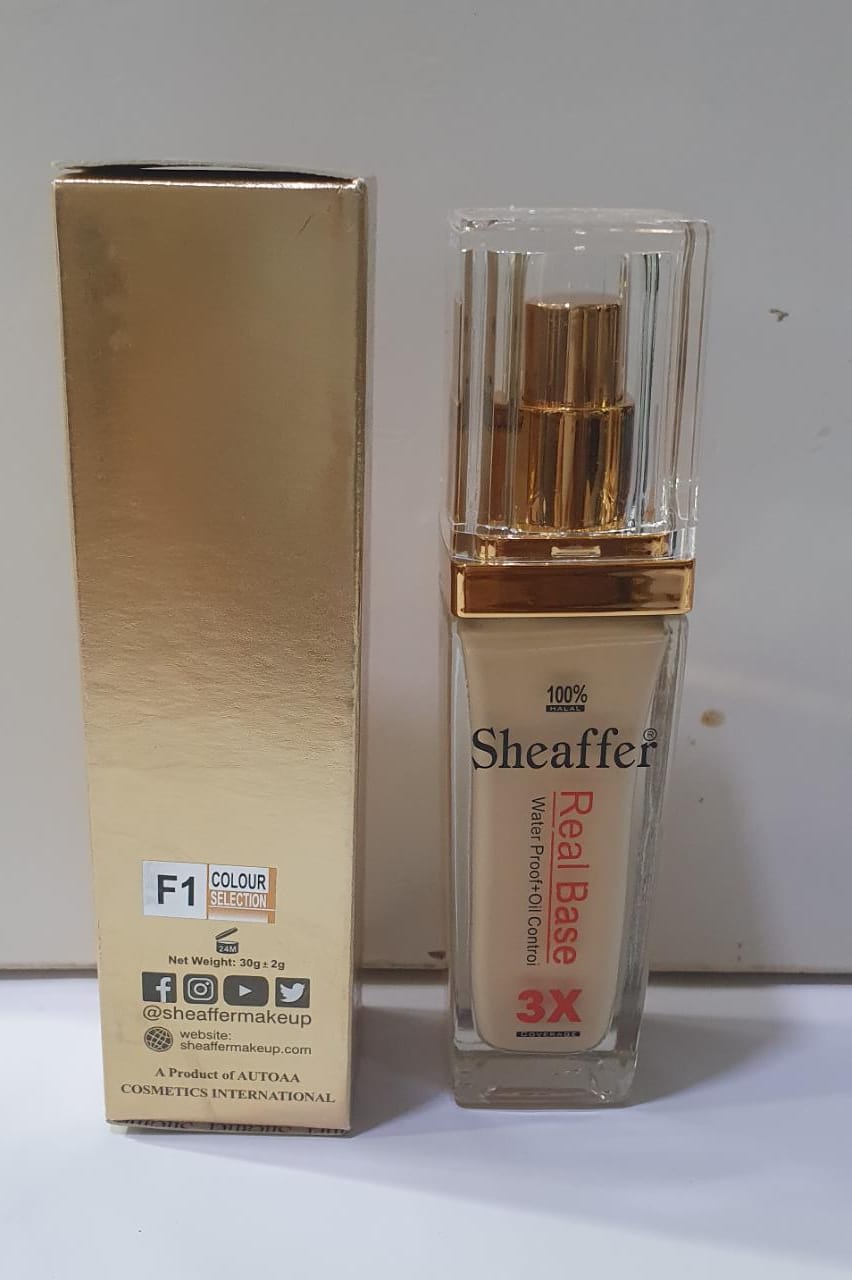 F1
COLOUR
SELECTION
24M
Net Weight: 30g ± 2g
@sheaffermakeup
website:
sheaffermakeup.com
A Product of AUTOAA
COSMETICS INTERNATIONAL
100%
HALAL
Sheaffer®
Real Base
Water Proof+Oil Control
3X
COVERAGE